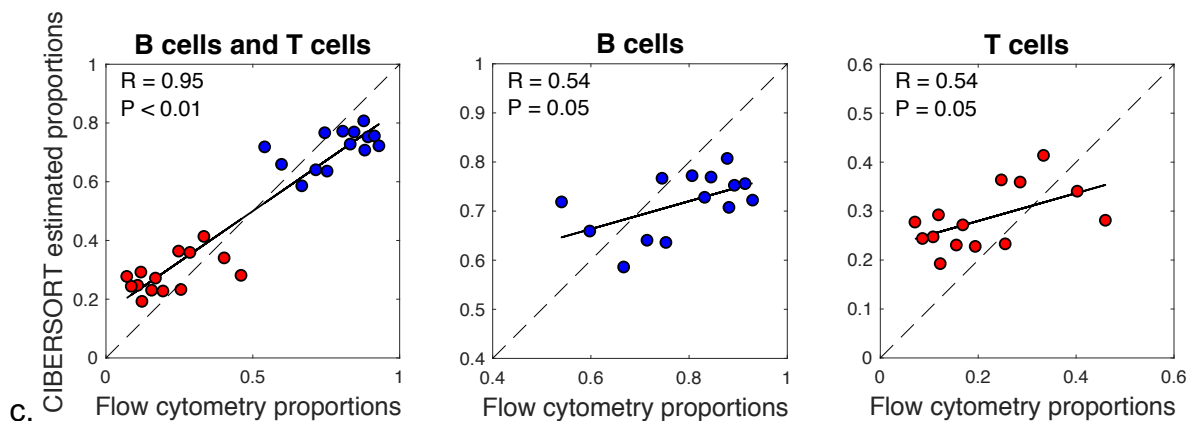 B cells and T cells
R = 0.95
P < 0.01
CIBERSORT estimated proportions
1
0.8
0.6
0.4
0.2
0
0
0.5
1
Flow cytometry proportions
B cells
R = 0.54
P = 0.05
1
0.9
0.8
0.7
0.6
0.5
0.4
0.4
0.6
0.8
1
Flow cytometry proportions
T cells
R = 0.54
P = 0.05
0.6
0.5
0.4
0.3
0.2
0.1
0
0
0.2
0.4
0.6
Flow cytometry proportions
c.